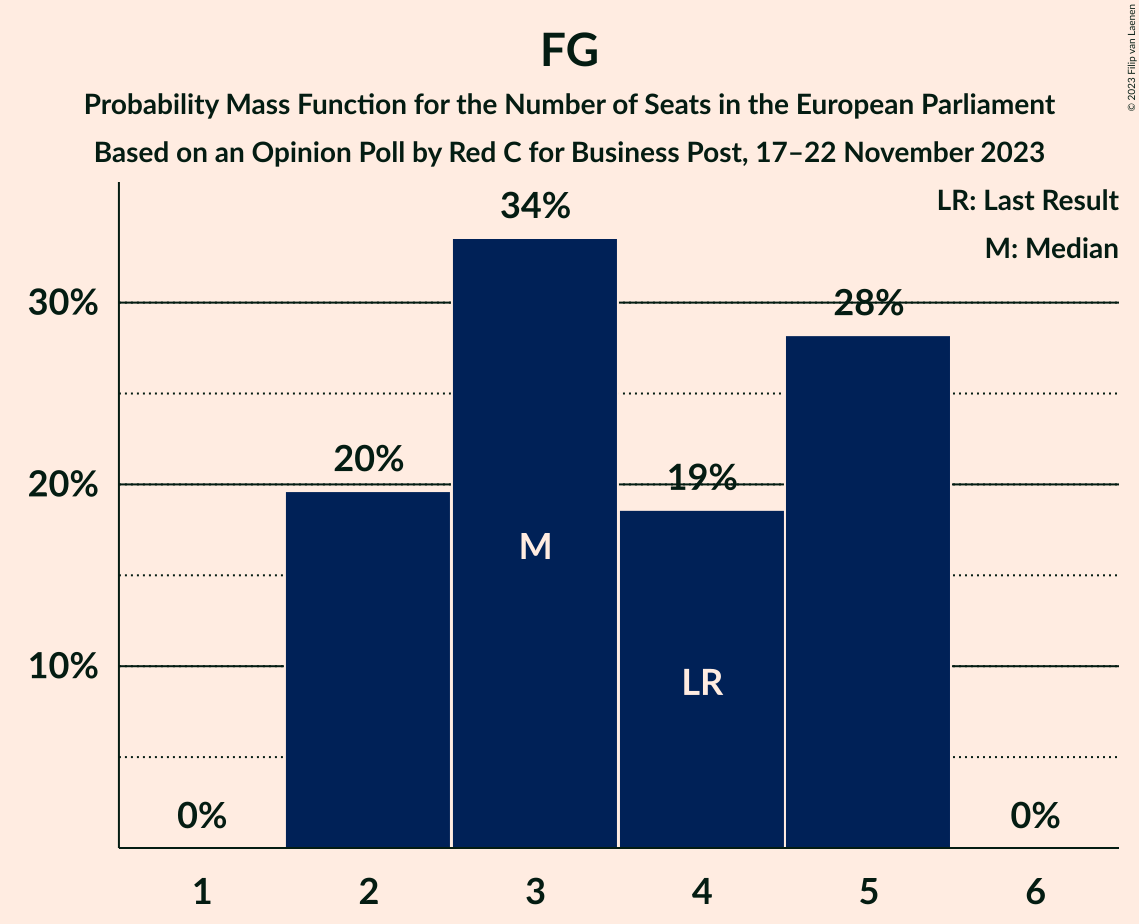 FG
Probability Mass Function for the Number of Seats in the European Parliament
Based on an Opinion Poll by Red C for Business Post, 17–22 November 2023
© 2023 Filip van Laenen
LR: Last Result
M: Median
34%
30%
28%
20%
20%
19%
M
10%
LR
0%
0%
1
2
3
4
5
6